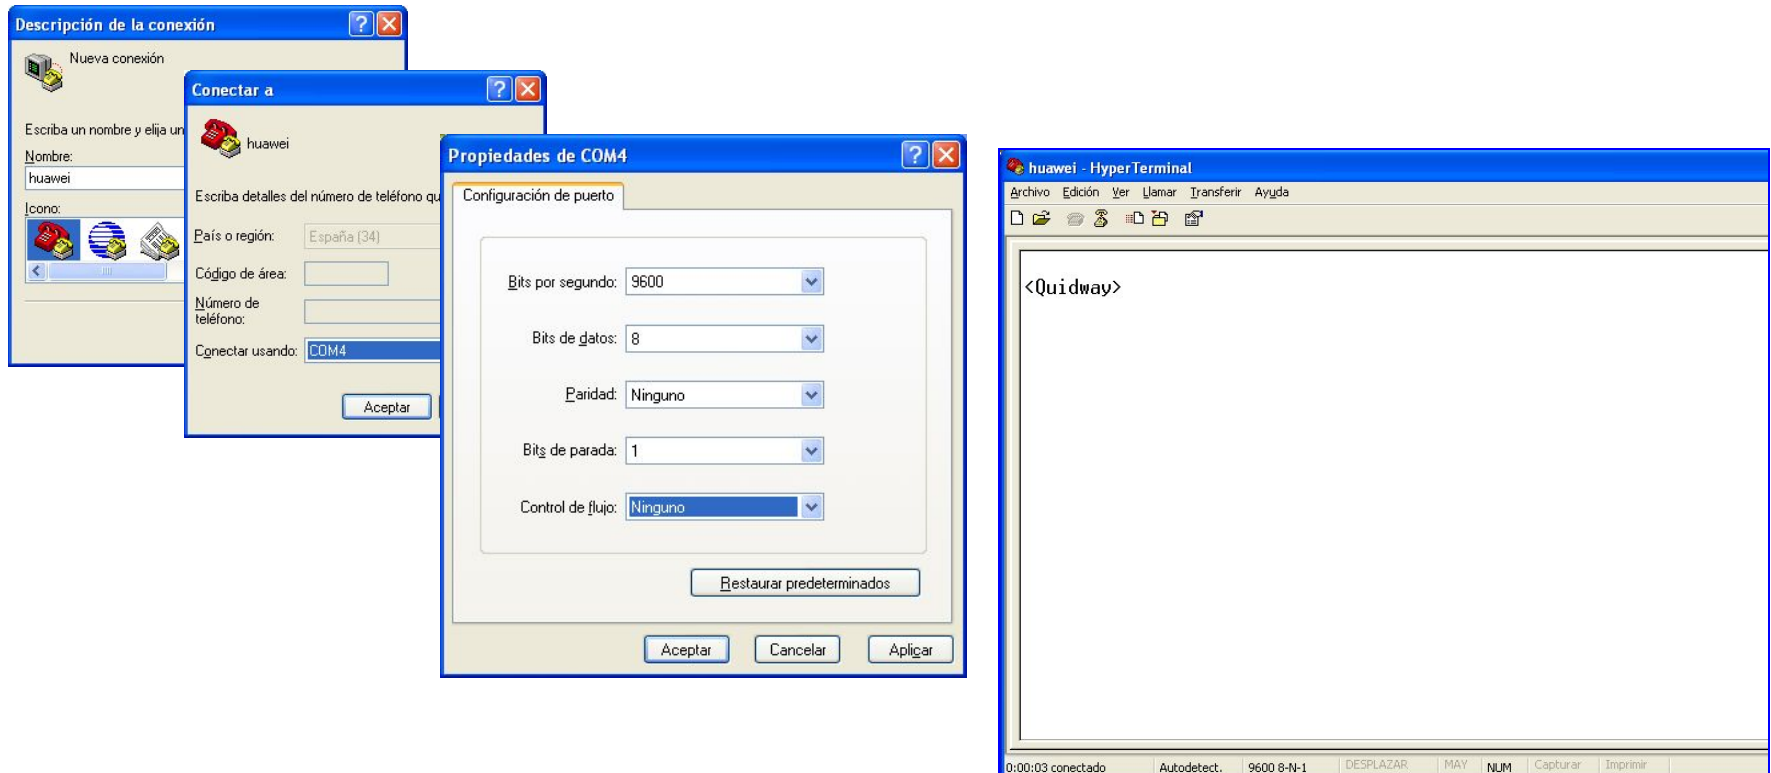 Descripción de la conexión
Nueva conexión
Escriba un nombre y elija un
Nombre:
huawei
Icono:
Conectar a
huawei
Escriba detalles del número de teléfono qu
País o región: España (34)
Código de área:
Número de
teléfono:
Conectar usando: COM4
Aceptar
Propiedades de COM4
Configuración de puerto
Bits por segundo: 9600
Bits de datos: 8
Paridad: Ninguno
Bits de parada: 1
Control de flujo: Ninguno
Restaurar predeterminados
Aceptar Cancelar Aplicar
huawei - HyperTerminal
Archivo Edición Ver Llamar Transferir Ayuda
<Quidway>
0:00:03 conectado Autodetect. 9600 8-N-1 DESPLAZAR MAY NUM Capturar Imprimir